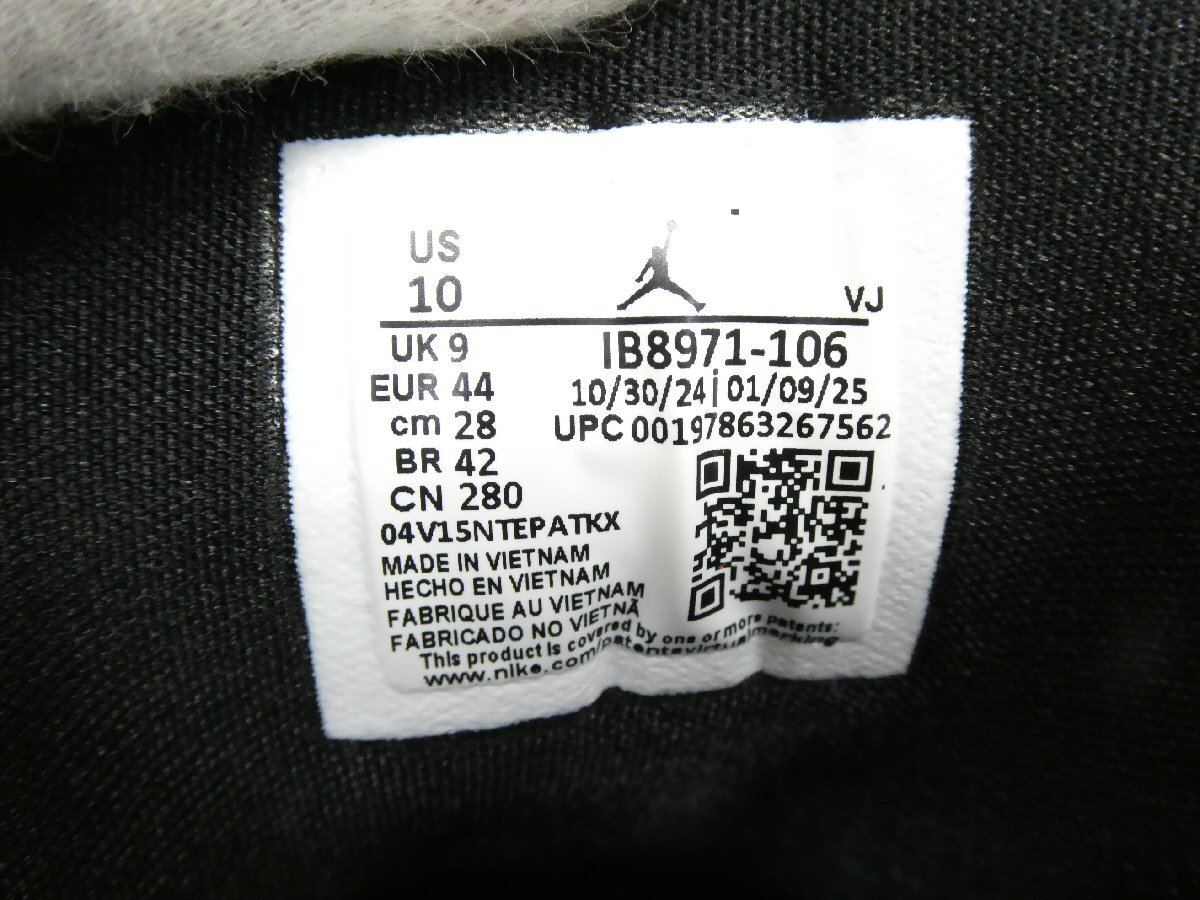 US
10
VJ
UK 9
IB8971-106
EUR 44
10/30/24 | 01/09/25
cm 28
UPC 00197863267562
BR 42
CN 280
04V15NTEPATKX
MADE IN VIETNAM
HECHO EN VIETNAM
FABRIQUE AU VIETNAM
FABRICADO NO VIETNÃ
This product is covered by one or more patents:
www.nike.com/patentsvirtualmarking